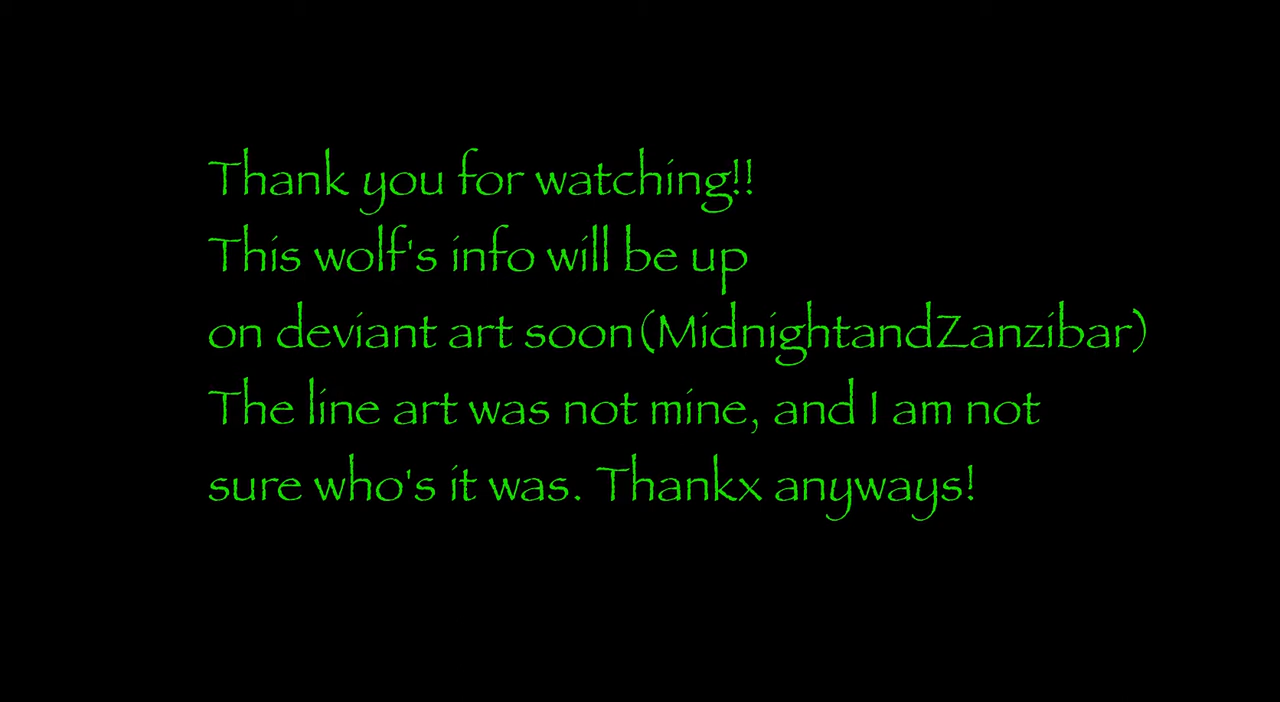 Thank you for watching!!
This wolf's info will be up
on deviant art soon(MidnightandZanzibar)
The line art was not mine, and I am not
sure who's it was. Thankx anyways!